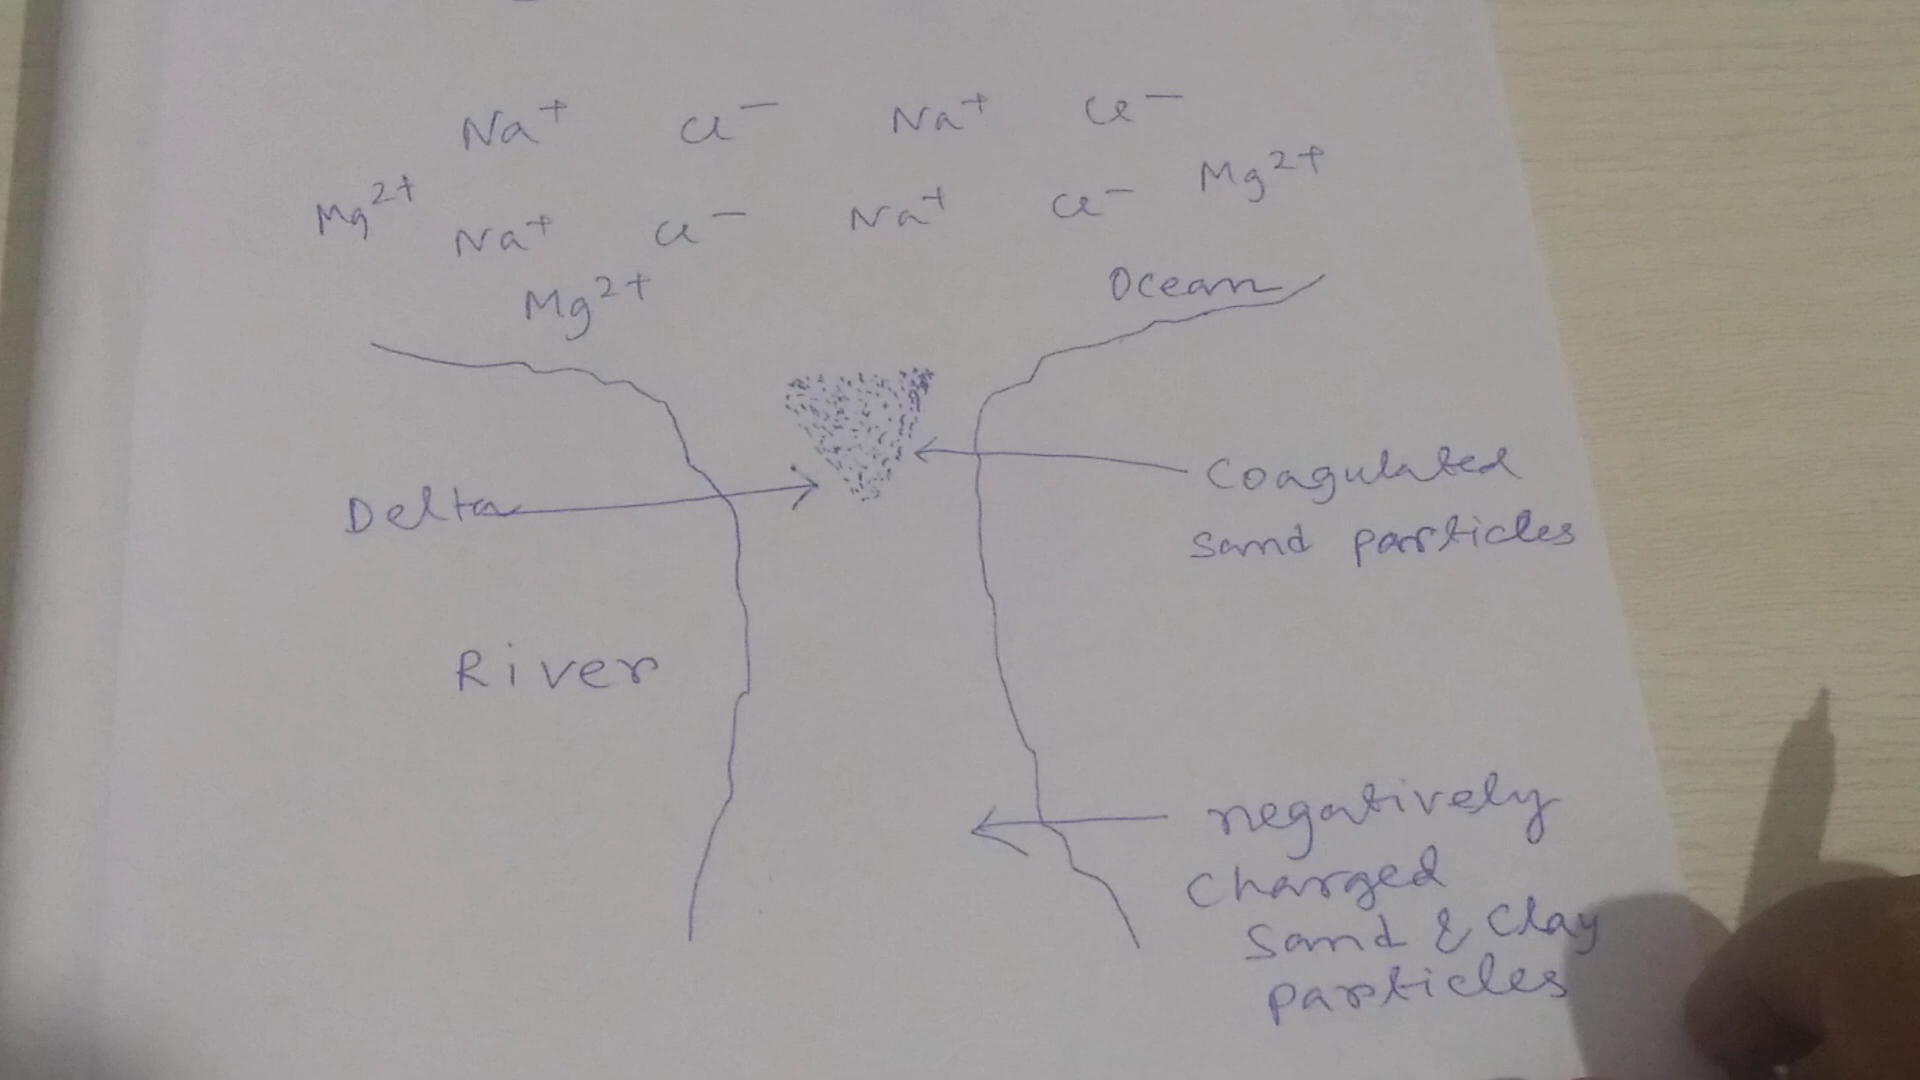 Na⁺ Cl⁻ Na⁺ Cl⁻
Mg²⁺ Na⁺ Cl⁻ Na⁺ Cl⁻ Mg²⁺
Mg²⁺
Ocean
Delta
Coagulated
sand particles
River
negatively
charged
Sand & Clay
particles